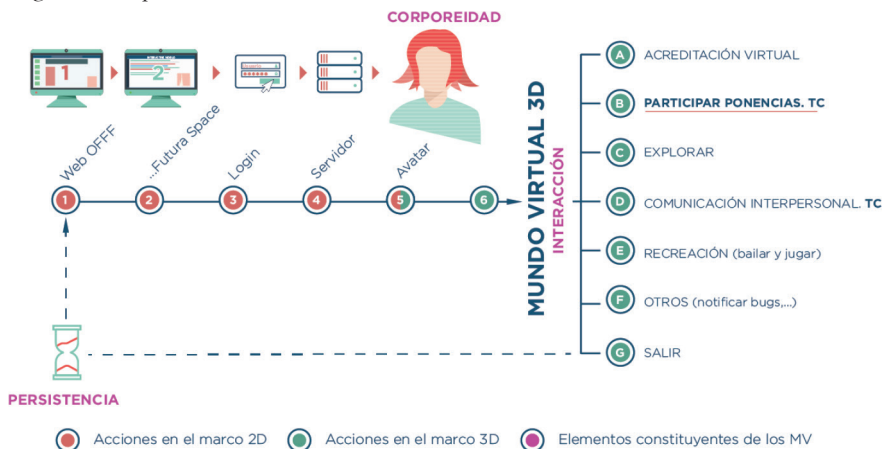 CORPOREIDAD
1
2
Web OFFF
...Futura Space
Login
Servidor
Avatar
1
2
3
4
5
6
MUNDO VIRTUAL 3D
INTERACCIÓN
A ACREDITACIÓN VIRTUAL
B PARTICIPAR PONENCIAS. TC
C EXPLORAR
D COMUNICACIÓN INTERPERSONAL. TC
E RECREACIÓN (bailar y jugar)
F OTROS (notificar bugs,...)
G SALIR
PERSISTENCIA
Acciones en el marco 2D
Acciones en el marco 3D
Elementos constituyentes de los MV